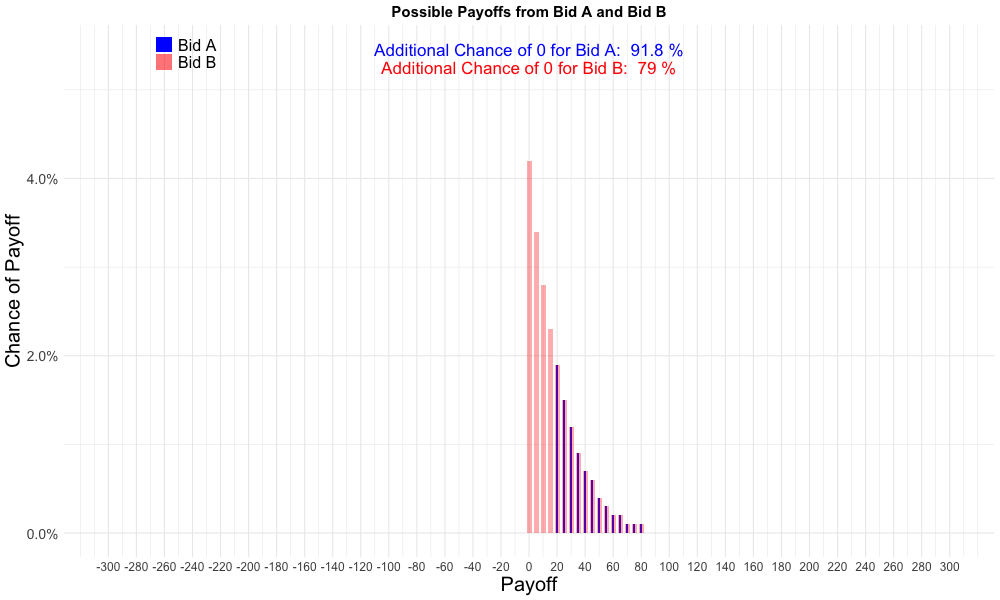 Possible Payoffs from Bid A and Bid B
Bid A
Bid B
Additional Chance of 0 for Bid A:  91.8 %
Additional Chance of 0 for Bid B:  79 %
Chance of Payoff
4.0%
2.0%
0.0%
-300 -280 -260 -240 -220 -200 -180 -160 -140 -120 -100 -80 -60 -40 -20 0 20 40 60 80 100 120 140 160 180 200 220 240 260 280 300
Payoff